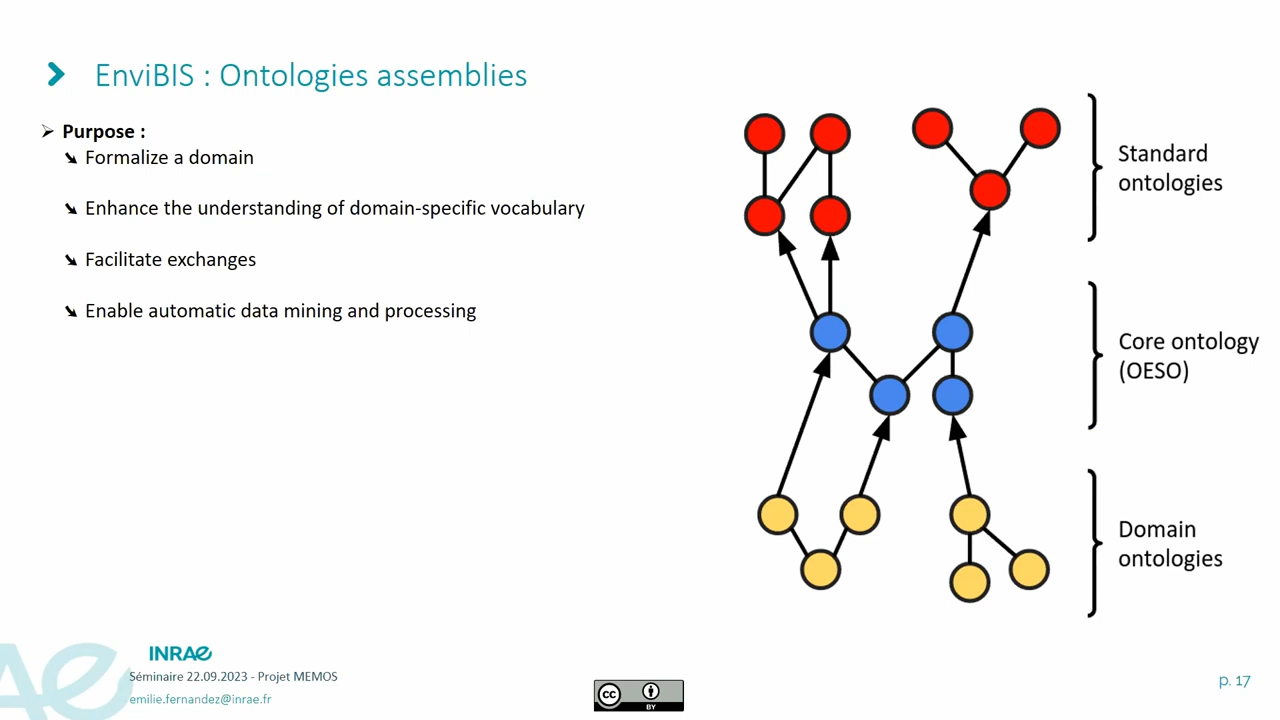 EnviBIS : Ontologies assemblies
Purpose :
Formalize a domain
Enhance the understanding of domain-specific vocabulary
Facilitate exchanges
Enable automatic data mining and processing
Standard
ontologies
Core ontology
(OESO)
Domain
ontologies
INRAE
Séminaire 22.09.2023 - Projet MEMOS
emilie.fernandez@inrae.fr
cc
BY
p. 17